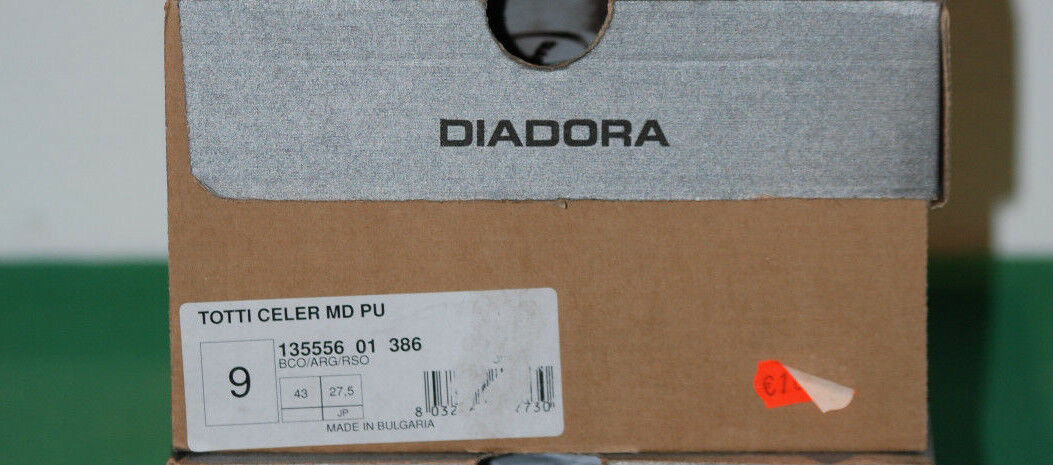 DIADORA
TOTTI CELER MD PU
9
135556 01 386
BCO/ARG/RSO
43 27,5
JP
MADE IN BULGARIA